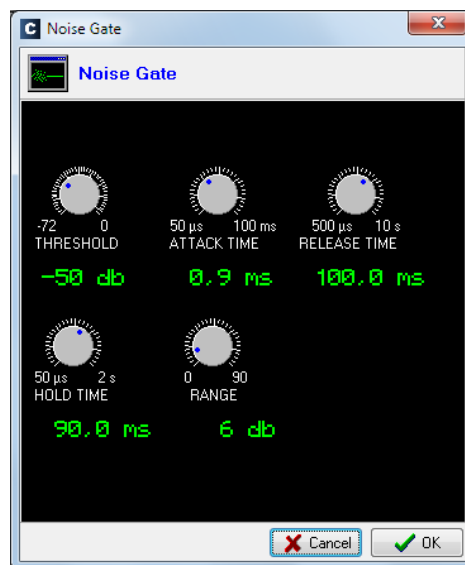 C Noise Gate
Noise Gate
-72 0
THRESHOLD
50 µs 100 ms
ATTACK TIME
500 µs 10 s
RELEASE TIME
-50 db
0,9 ms
100,0 ms
50 µs 2 s
HOLD TIME
0 90
RANGE
90,0 ms
6 db
Cancel
OK